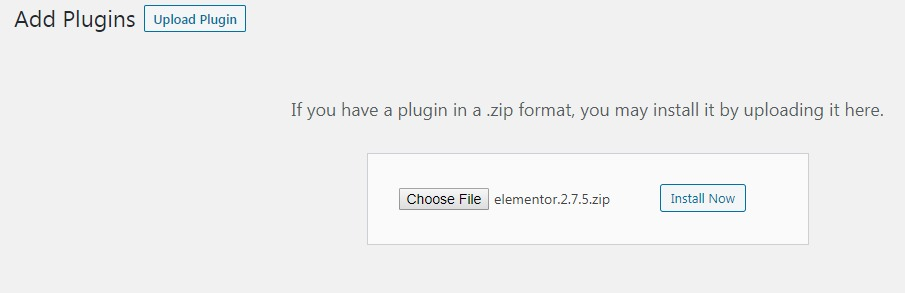 Add Plugins Upload Plugin
If you have a plugin in a .zip format, you may install it by uploading it here.
Choose File elementor.2.7.5.zip Install Now